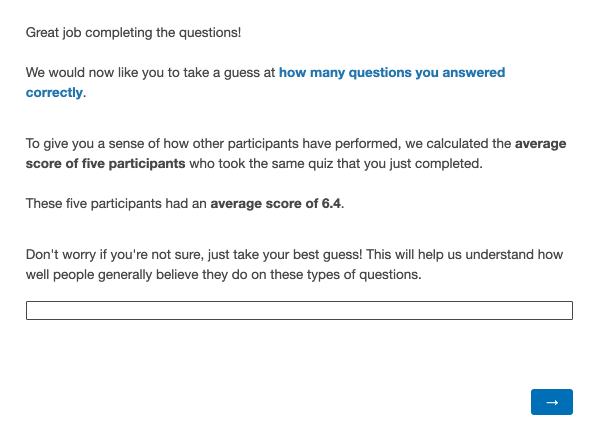 Great job completing the questions!
We would now like you to take a guess at how many questions you answered
correctly.
To give you a sense of how other participants have performed, we calculated the average
score of five participants who took the same quiz that you just completed.
These five participants had an average score of 6.4.
Don't worry if you're not sure, just take your best guess! This will help us understand how
well people generally believe they do on these types of questions.
→